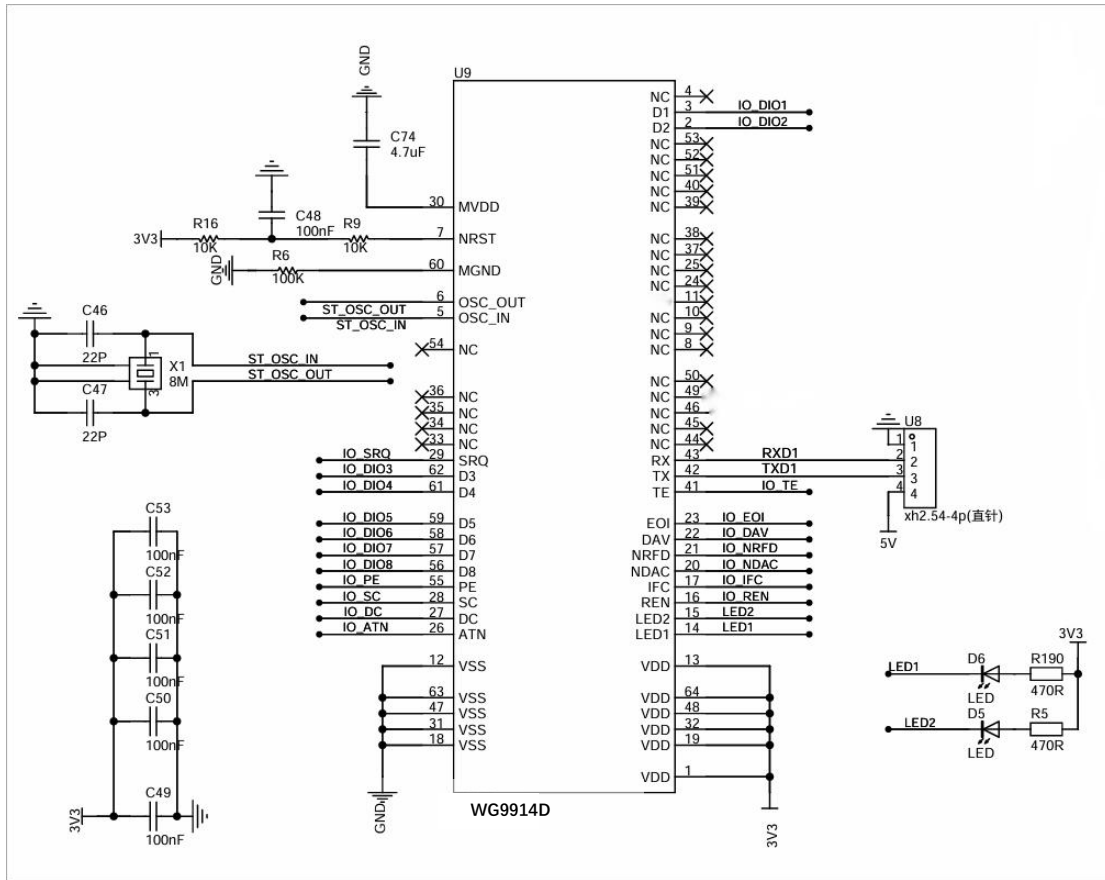 U9
GND
C74
4.7uF
30 MVDD
C48
100nF
R16
10K
R9
10K
3V3
7 NRST
R6
100K
GND
60 MGND
6 OSC_OUT
ST_OSC_OUT
5 OSC_IN
ST_OSC_IN
54 NC
C46
22P
X1
8M
1
3
ST_OSC_IN
ST_OSC_OUT
C47
22P
36 NC
35 NC
34 NC
33 NC
IO_SRQ 29 SRQ
IO_DIO3 62 D3
IO_DIO4 61 D4
IO_DIO5 59 D5
IO_DIO6 58 D6
IO_DIO7 57 D7
IO_DIO8 56 D8
IO_PE 55 PE
IO_SC 28 SC
IO_DC 27 DC
IO_ATN 26 ATN
12 VSS
63 VSS
47 VSS
31 VSS
18 VSS
GND
C53
100nF
C52
100nF
C51
100nF
C50
100nF
C49
100nF
3V3
NC 4
D1 3 IO_DIO1
D2 2 IO_DIO2
NC 53
NC 52
NC 51
NC 40
NC 39
NC 38
NC 37
NC 25
NC 24
11
NC 10
NC 9
NC 8
NC 50
NC 49
NC 46
NC 45
NC 44
RX 43 RXD1
TX 42 TXD1
TE 41 IO_TE
EOI 23 IO_EOI
DAV 22 IO_DAV
NRFD 21 IO_NRFD
NDAC 20 IO_NDAC
IFC 17 IO_IFC
REN 16 IO_REN
LED2 15 LED2
LED1 14 LED1
VDD 13
VDD 64
VDD 48
VDD 32
VDD 19
VDD 1
3V3
WG9914D
U8
1 1
2 2
3 3
4 4
xh2.54-4p(直针)
5V
3V3
LED1 D6 R190
LED 470R
LED2 D5 R5
LED 470R